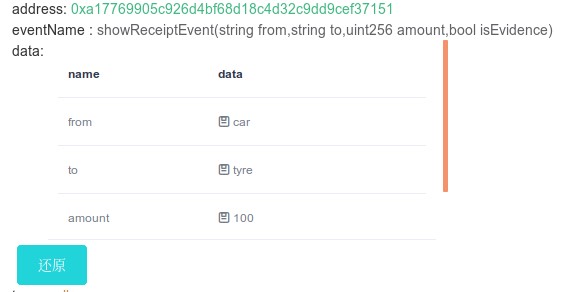 address: 0xa17769905c926d4bf68d18c4d32c9dd9cef37151
eventName : showReceiptEvent(string from,string to,uint256 amount,bool isEvidence)
data:
name data
from car
to tyre
amount 100
还原